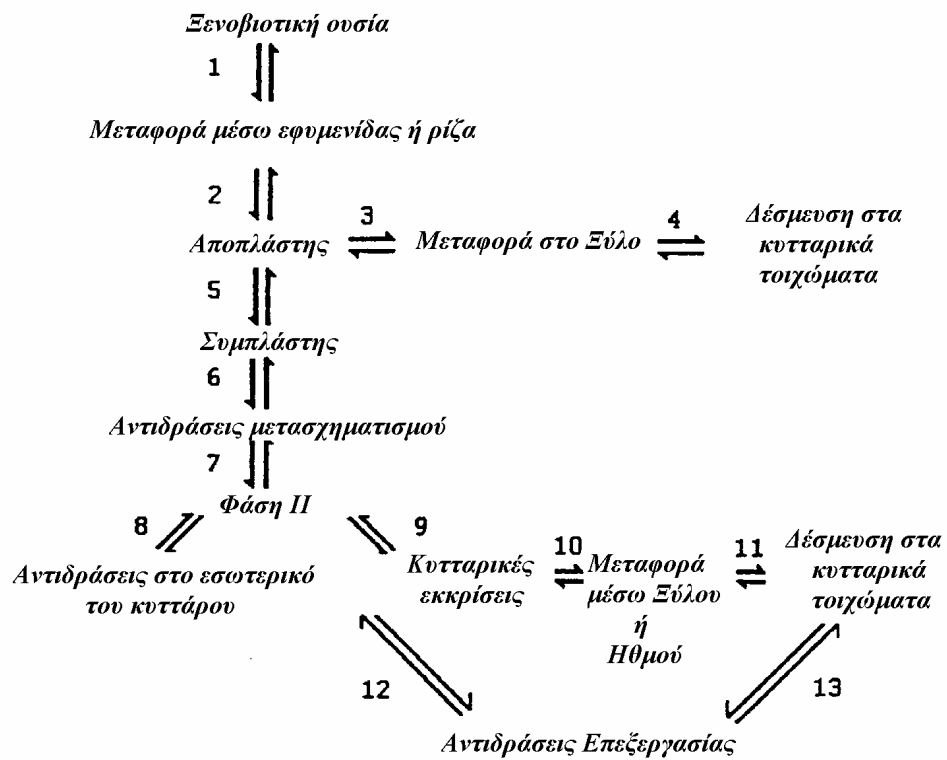 Ξενοβιοτική ουσία
1
Μεταφορά μέσω εφυμενίδας ή ρίζα
2
3
4
Αποπλάστης
Μεταφορά στο Ξύλο
Δέσμευση στα
κυτταρικά
τοιχώματα
5
Συμπλάστης
6
Αντιδράσεις μετασχηματισμού
7
Φάση ΙΙ
8
9
10
11
Αντιδράσεις στο εσωτερικό
του κυττάρου
Κυτταρικές
εκκρίσεις
Μεταφορά
μέσω Ξύλου
ή
Ηθμού
Δέσμευση στα
κυτταρικά
τοιχώματα
12
13
Αντιδράσεις Επεξεργασίας